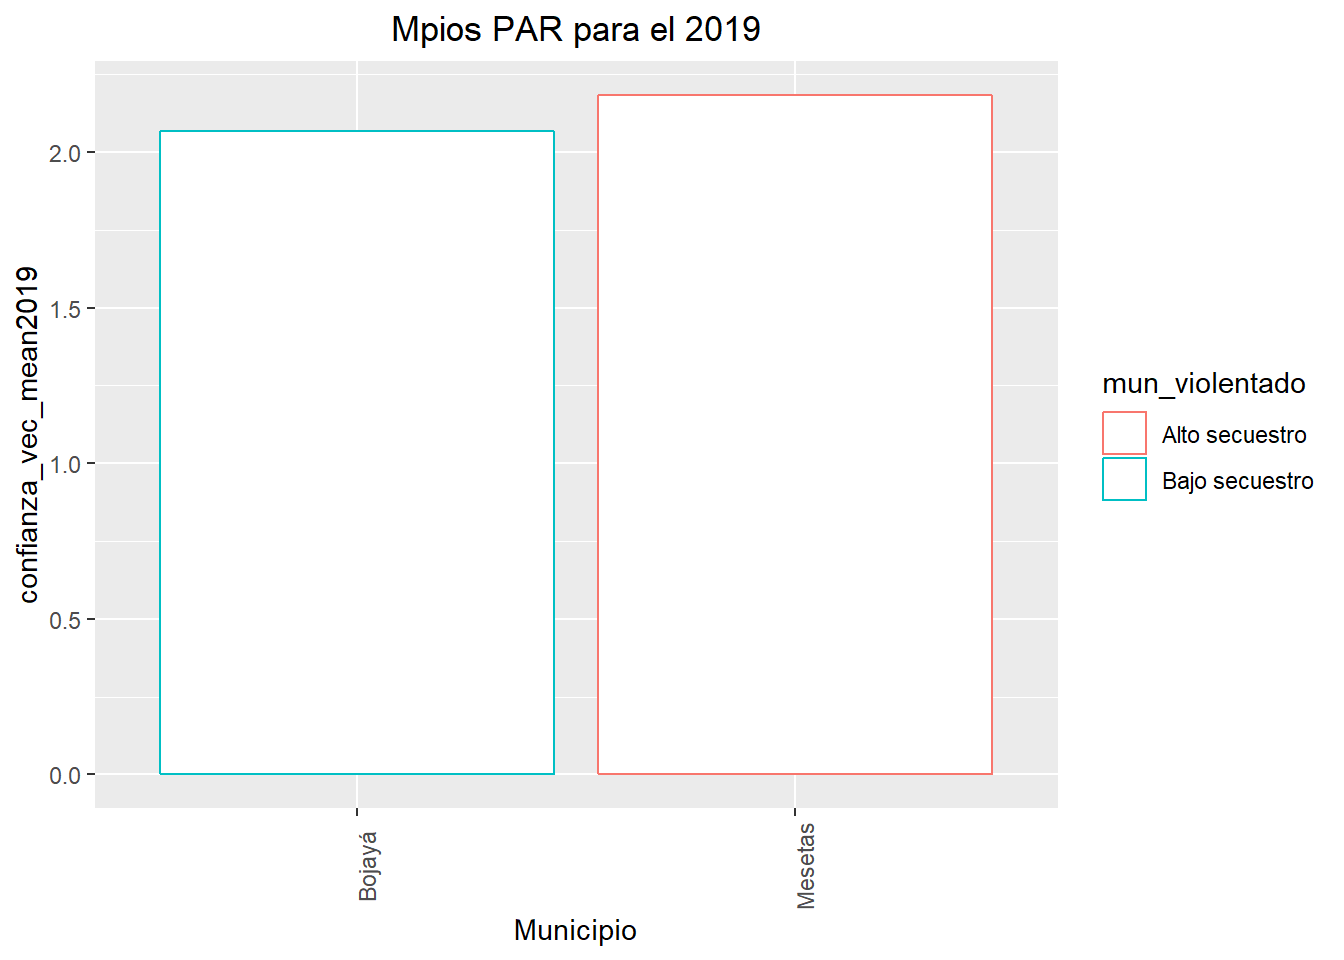 Mpios PAR para el 2019
confianza_vec_mean2019
2.0
1.5
1.0
0.5
0.0
Bojayá
Mesetas
Municipio
mun_violentado
Alto secuestro
Bajo secuestro